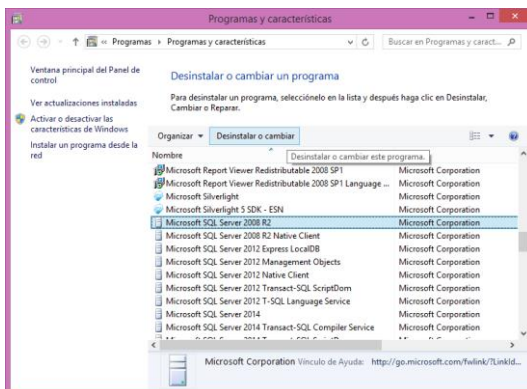 Programas y características
« Programas › Programas y características
Buscar en Programas y caract...
Ventana principal del Panel de control
Ver actualizaciones instaladas
Activar o desactivar las características de Windows
Instalar un programa desde la red
Desinstalar o cambiar un programa
Para desinstalar un programa, selecciónelo en la lista y después haga clic en Desinstalar, Cambiar o Reparar.
Organizar Desinstalar o cambiar
Nombre
Desinstalar o cambiar este programa.
Microsoft Report Viewer Redistributable 2008 SP1 Microsoft Corporation
Microsoft Report Viewer Redistributable 2008 SP1 Language ... Microsoft Corporation
Microsoft Silverlight Microsoft Corporation
Microsoft Silverlight 5 SDK - ESN Microsoft Corporation
Microsoft SQL Server 2008 R2 Microsoft Corporation
Microsoft SQL Server 2008 R2 Native Client Microsoft Corporation
Microsoft SQL Server 2012 Express LocalDB Microsoft Corporation
Microsoft SQL Server 2012 Management Objects Microsoft Corporation
Microsoft SQL Server 2012 Native Client Microsoft Corporation
Microsoft SQL Server 2012 Transact-SQL ScriptDom Microsoft Corporation
Microsoft SQL Server 2012 T-SQL Language Service Microsoft Corporation
Microsoft SQL Server 2014 Microsoft Corporation
Microsoft SQL Server 2014 Transact-SQL Compiler Service Microsoft Corporation
Microsoft Corporation Vínculo de Ayuda: http://go.microsoft.com/fwlink/?LinkId...